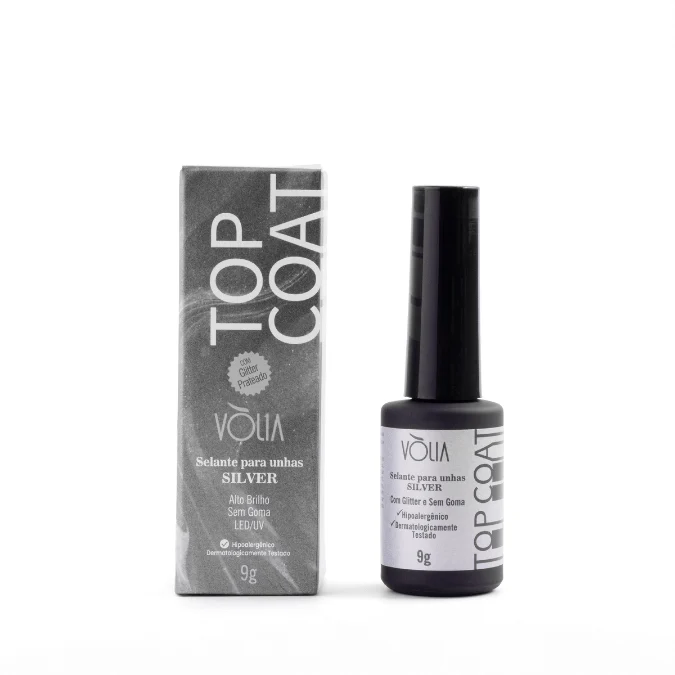 TOP
COAT
COM
Glitter
Prateado
VÒLIA
Selante para unhas
SILVER
Alto Brilho
Sem Goma
LED/UV
Hipoalergênico
Dermatologicamente Testado
9g
VÒLIA
Selante para unhas
SILVER
Com Glitter e Sem Goma
Hipoalergênico
Dermatologicamente
Testado
9g
TOP COAT